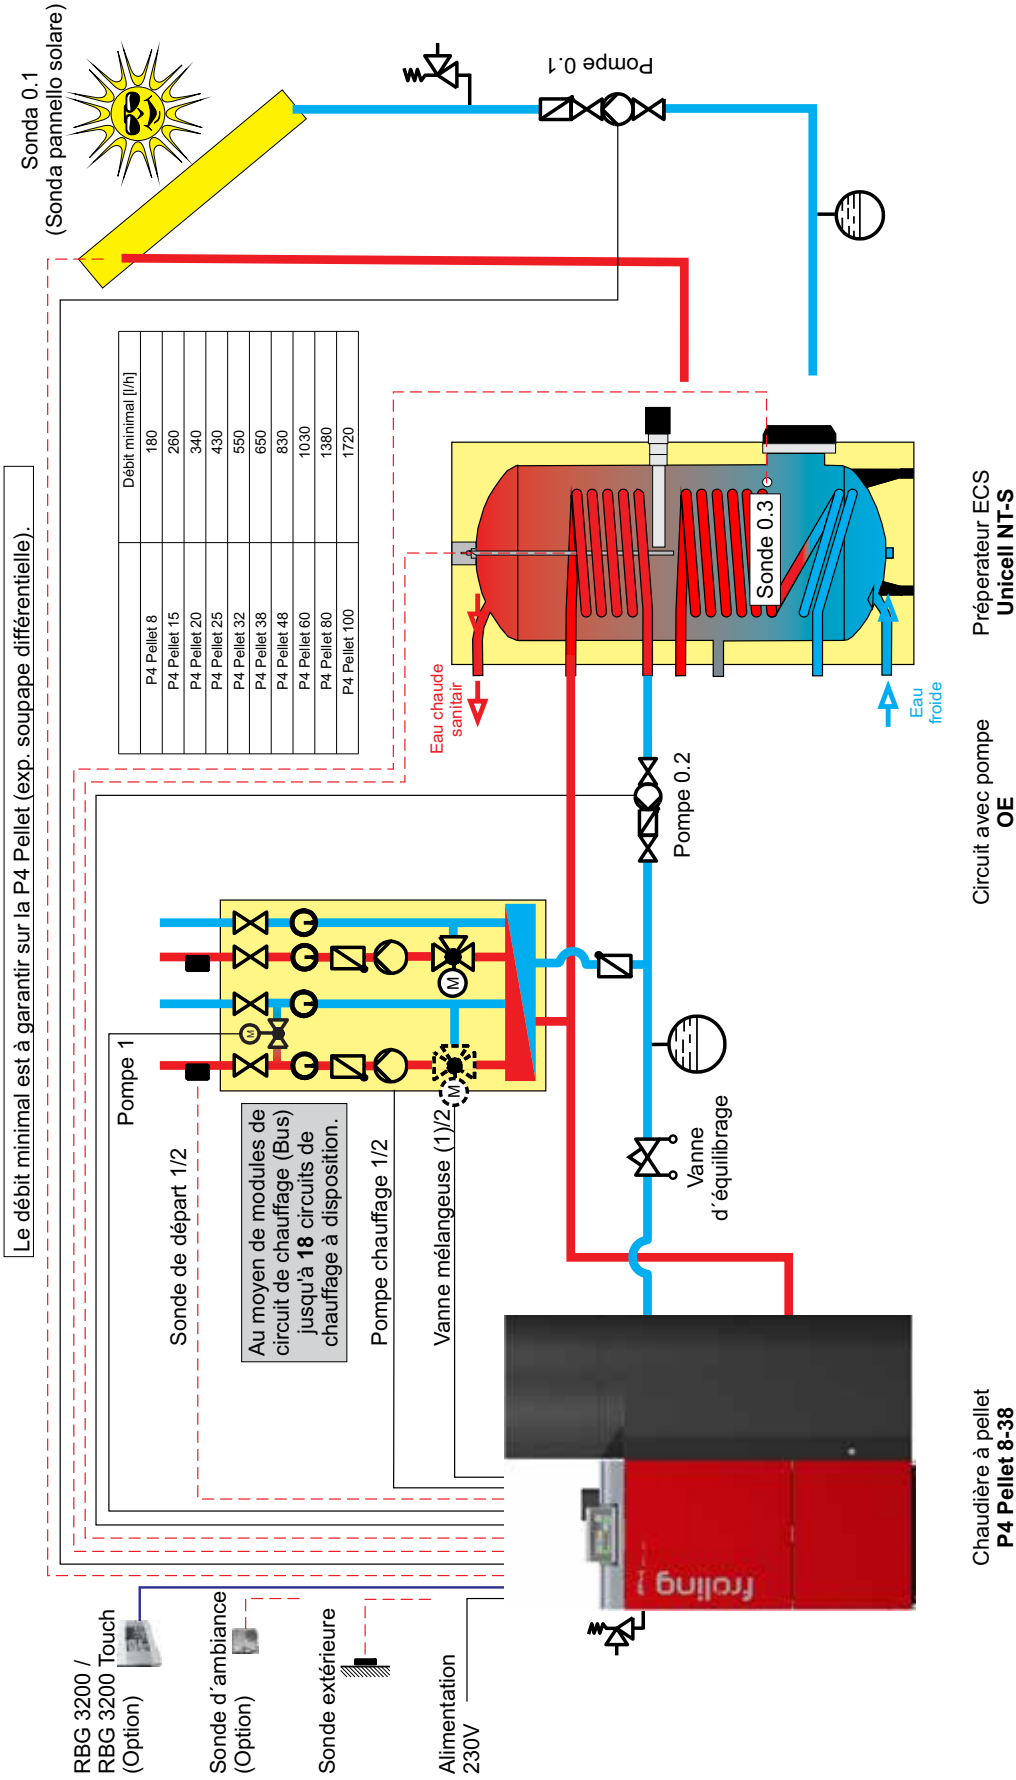 Le débit minimal est à garantir sur la P4 Pellet (exp. soupape différentielle).
RBG 3200 /
RBG 3200 Touch
(Option)
Sonde d´ambiance
(Option)
Sonde extérieure
Alimentation
230V
Pompe 1
Sonde de départ 1/2
Au moyen de modules de
circuit de chauffage (Bus)
jusqu'à 18 circuits de
chauffage à disposition.
Pompe chauffage 1/2
Vanne mélangeuse (1)/2
M
M
M
Débit minimal [l/h]
P4 Pellet 8 180
P4 Pellet 15 260
P4 Pellet 20 340
P4 Pellet 25 430
P4 Pellet 32 550
P4 Pellet 38 650
P4 Pellet 48 830
P4 Pellet 60 1030
P4 Pellet 80 1380
P4 Pellet 100 1720
Sonda 0.1
(Sonda pannello solare)
Pompe 0.1
Eau chaude
sanitair
Sonde 0.3
Eau
froide
Pompe 0.2
Vanne
d´équilibrage
froling
Chaudière à pellet
P4 Pellet 8-38
Circuit avec pompe
OE
Préperateur ECS
Unicell NT-S